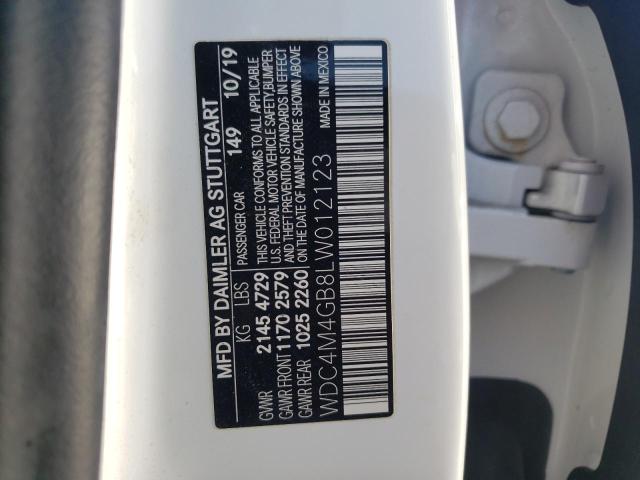 MFD BY DAIMLER AG STUTTGART
PASSENGER CAR 149 10/19
KG LBS
GVWR 2145 4729
GAWR FRONT 1170 2579
GAWR REAR 1025 2260
THIS VEHICLE CONFORMS TO ALL APPLICABLE
U.S. FEDERAL MOTOR VEHICLE SAFETY,BUMPER
AND THEFT PREVENTION STANDARDS IN EFFECT
ON THE DATE OF MANUFACTURE SHOWN ABOVE
WDC4M4GB8LW012123
MADE IN MEXICO